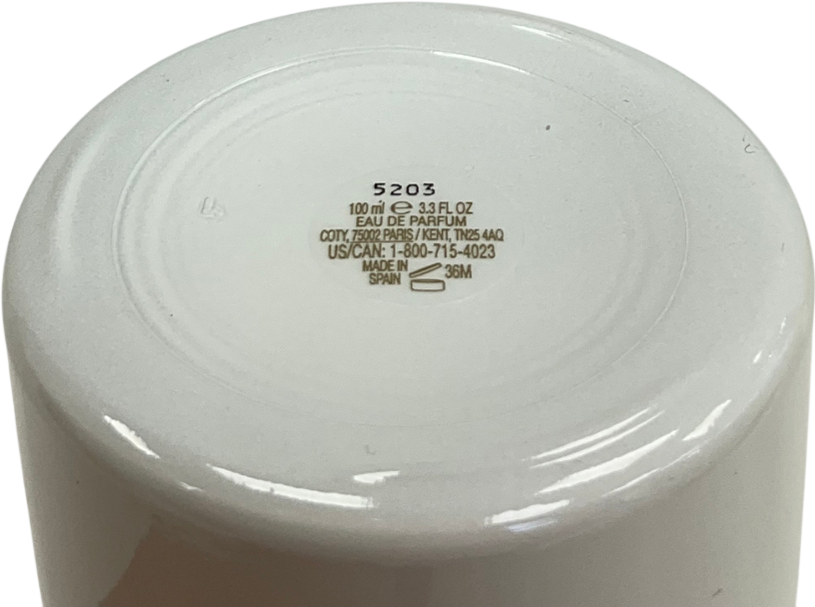 5203
100 ml ℮ 3.3 FL OZ
EAU DE PARFUM
COTY, 75002 PARIS / KENT, TN25 4AQ
US/CAN: 1-800-715-4023
MADE IN
SPAIN
36M